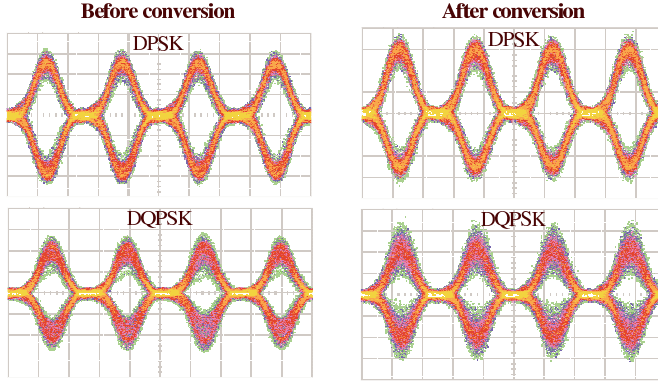 Before conversion
After conversion
DPSK
DPSK
DQPSK
DQPSK